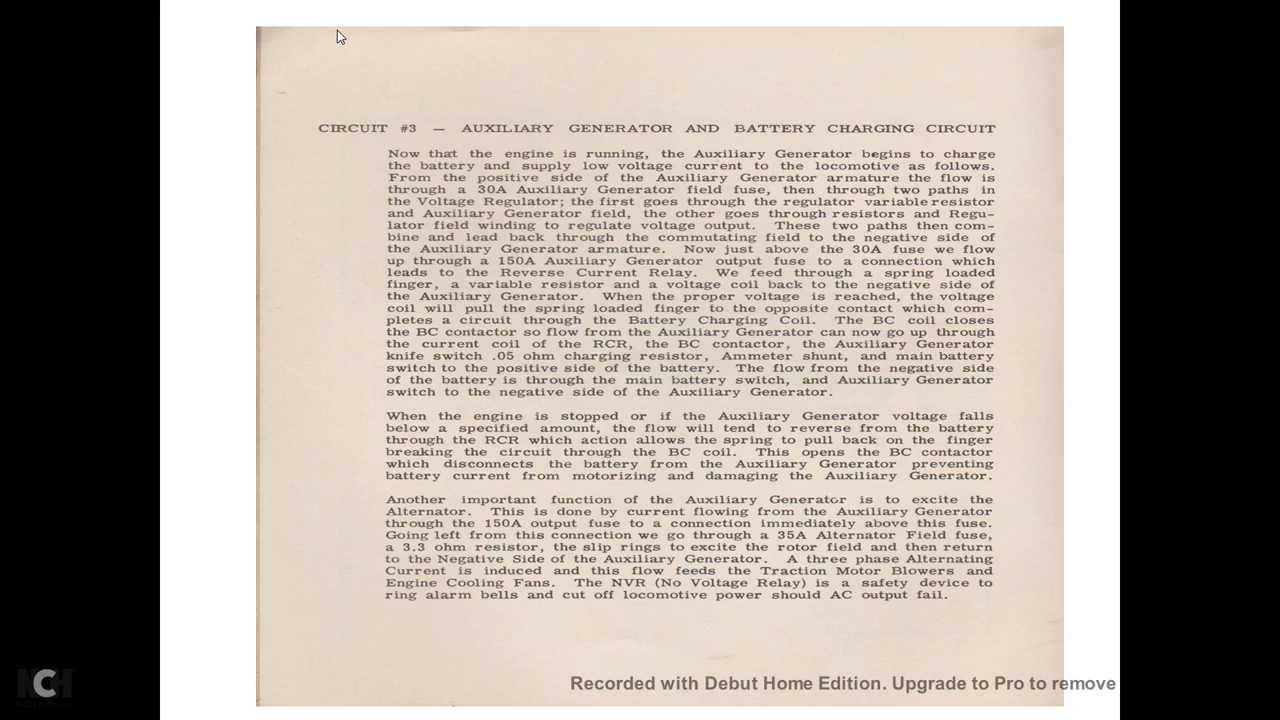 CIRCUIT #3 — AUXILIARY GENERATOR AND BATTERY CHARGING CIRCUIT
Now that the engine is running, the Auxiliary Generator begins to charge
the battery and supply low voltage current to the locomotive as follows.
From the positive side of the Auxiliary Generator armature the flow is
through a 30A Auxiliary Generator field fuse, then through two paths in
the Voltage Regulator; the first goes through the regulator variable resistor
and Auxiliary Generator field, the other goes through resistors and Regu-
lator field winding to regulate voltage output. These two paths then com-
bine and lead back through the commutating field to the negative side of
the Auxiliary Generator armature. Now just above the 30A fuse we flow
up through a 150A Auxiliary Generator output fuse to a connection which
leads to the Reverse Current Relay. We feed through a spring loaded
finger, a variable resistor and a voltage coil back to the negative side of
the Auxiliary Generator. When the proper voltage is reached, the voltage
coil will pull the spring loaded finger to the opposite contact which com-
pletes a circuit through the Battery Charging Coil. The BC coil closes
the BC contactor so flow from the Auxiliary Generator can now go up through
the current coil of the RCR, the BC contactor, the Auxiliary Generator
knife switch .05 ohm charging resistor, Ammeter shunt, and main battery
switch to the positive side of the battery. The flow from the negative side
of the battery is through the main battery switch, and Auxiliary Generator
switch to the negative side of the Auxiliary Generator.
When the engine is stopped or if the Auxiliary Generator voltage falls
below a specified amount, the flow will tend to reverse from the battery
through the RCR which action allows the spring to pull back on the finger
breaking the circuit through the BC coil. This opens the BC contactor
which disconnects the battery from the Auxiliary Generator preventing
battery current from motorizing and damaging the Auxiliary Generator.
Another important function of the Auxiliary Generator is to excite the
Alternator. This is done by current flowing from the Auxiliary Generator
through the 150A output fuse to a connection immediately above this fuse.
Going left from this connection we go through a 35A Alternator Field fuse,
a 3.3 ohm resistor, the slip rings to excite the rotor field and then return
to the Negative Side of the Auxiliary Generator. A three phase Alternating
Current is induced and this flow feeds the Traction Motor Blowers and
Engine Cooling Fans. The NVR (No Voltage Relay) is a safety device to
ring alarm bells and cut off locomotive power should AC output fail.
NCH
Recorded with Debut Home Edition. Upgrade to Pro to remove